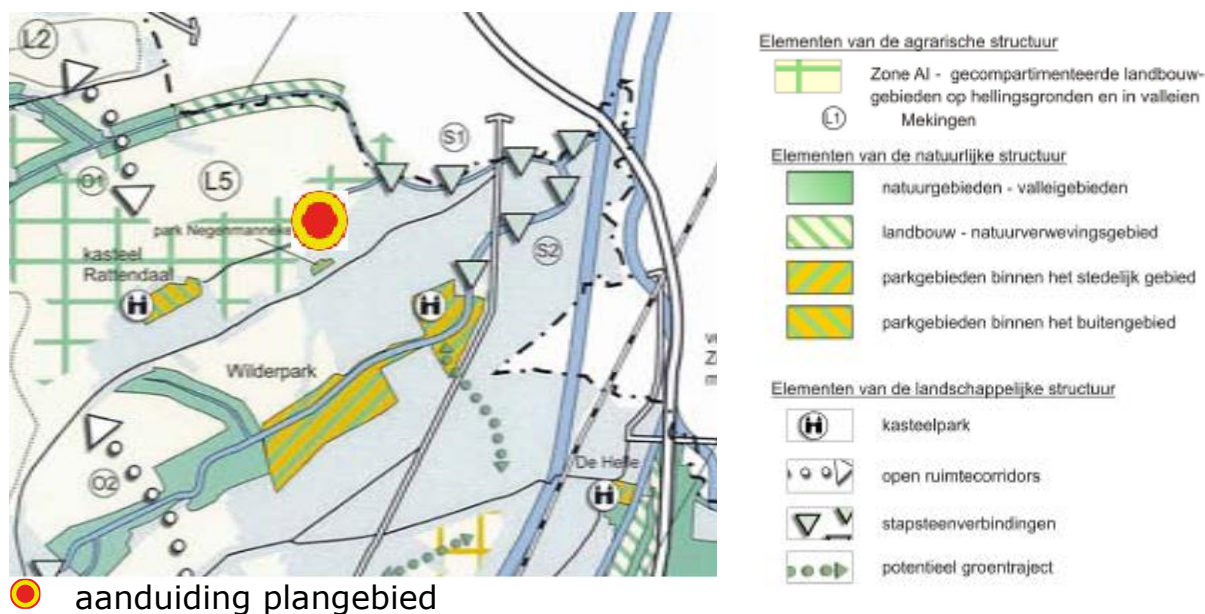 L2
S1
O1
L5
park Negenmanneke
kasteel
Rattendaal
S2
H
H
Wilderpark
De Helle
H
O2
aanduiding plangebied
Elementen van de agrarische structuur
Zone AI - gecompartimenteerde landbouw-
gebieden op hellingsgronden en in valleien
L1 Mekingen
Elementen van de natuurlijke structuur
natuurgebieden - valleigebieden
landbouw - natuurverwevingsgebied
parkgebieden binnen het stedelijk gebied
parkgebieden binnen het buitengebied
Elementen van de landschappelijke structuur
H kasteelpark
open ruimtecorridors
stapsteenverbindingen
potentieel groentraject